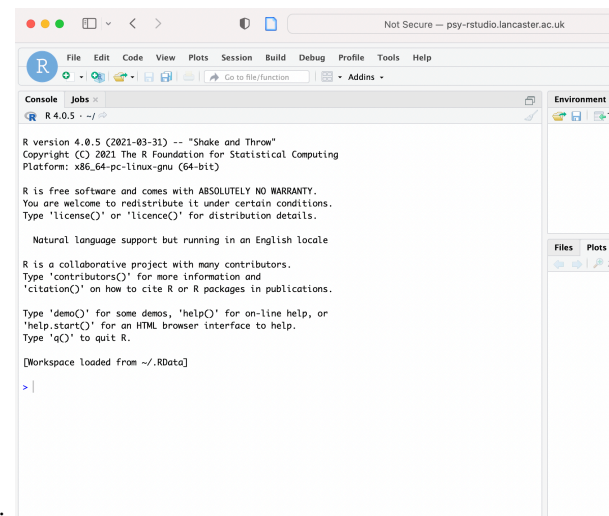 Not Secure — psy-rstudio.lancaster.ac.uk
R
File Edit Code View Plots Session Build Debug Profile Tools Help
Go to file/function
Addins
Console Jobs
R 4.0.5 · ~/
Environment
R version 4.0.5 (2021-03-31) -- "Shake and Throw"
Copyright (C) 2021 The R Foundation for Statistical Computing
Platform: x86_64-pc-linux-gnu (64-bit)
R is free software and comes with ABSOLUTELY NO WARRANTY.
You are welcome to redistribute it under certain conditions.
Type 'license()' or 'licence()' for distribution details.
Natural language support but running in an English locale
R is a collaborative project with many contributors.
Type 'contributors()' for more information and
'citation()' on how to cite R or R packages in publications.
Type 'demo()' for some demos, 'help()' for on-line help, or
'help.start()' for an HTML browser interface to help.
Type 'q()' to quit R.
[Workspace loaded from ~/.RData]
>
Files Plots